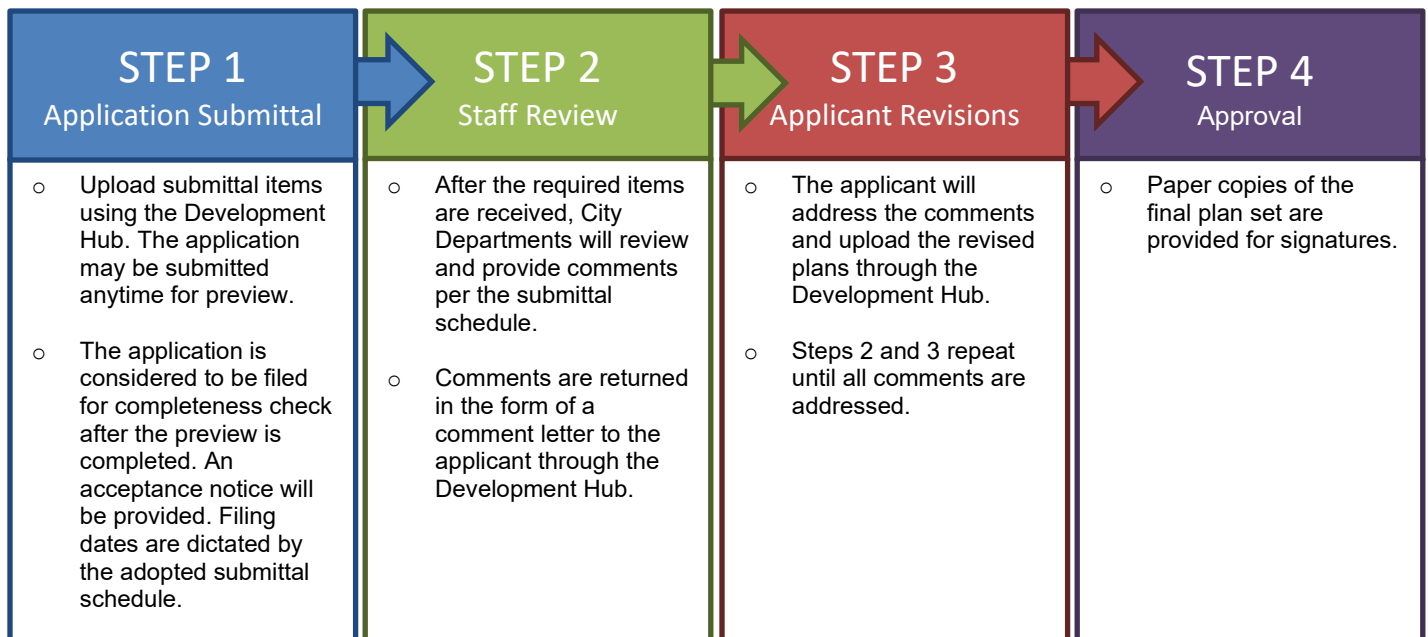 STEP 1
Application Submittal
STEP 2
Staff Review
STEP 3
Applicant Revisions
STEP 4
Approval
o Upload submittal items
using the Development
Hub. The application
may be submitted
anytime for preview.
o The application is
considered to be filed
for completeness check
after the preview is
completed. An
acceptance notice will
be provided. Filing
dates are dictated by
the adopted submittal
schedule.
o After the required items
are received, City
Departments will review
and provide comments
per the submittal
schedule.
o Comments are returned
in the form of a
comment letter to the
applicant through the
Development Hub.
o The applicant will
address the comments
and upload the revised
plans through the
Development Hub.
o Steps 2 and 3 repeat
until all comments are
addressed.
o Paper copies of the
final plan set are
provided for signatures.